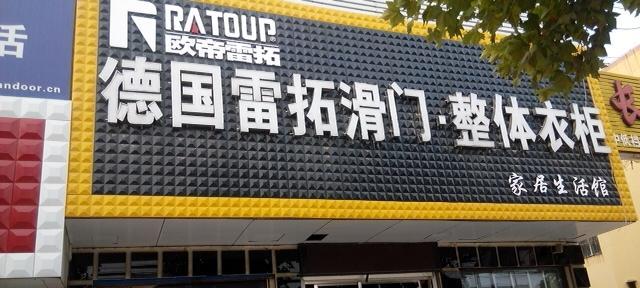 RATOUP
欧帝雷拓
德国雷拓滑门·整体衣柜
家居生活馆
活
andoor.cn